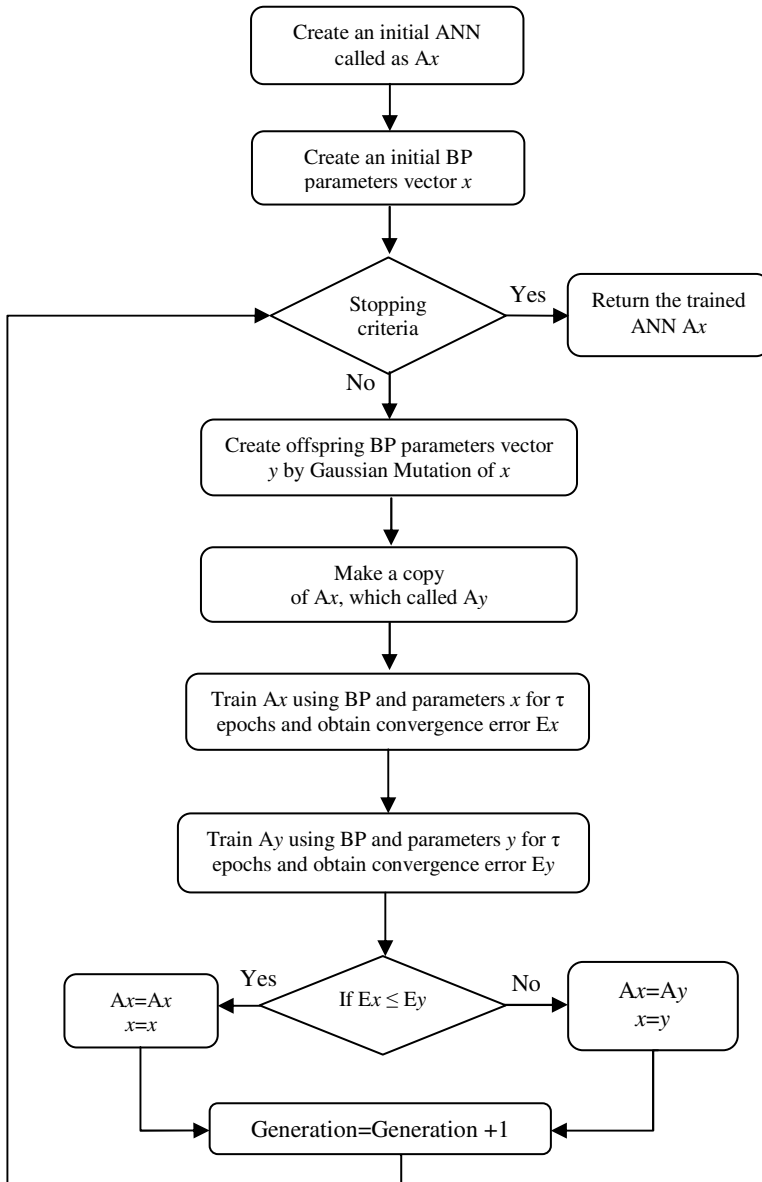 Create an initial ANN
called as Ax
Create an initial BP
parameters vector x
Stopping
criteria
Yes
Return the trained
ANN Ax
No
Create offspring BP parameters vector
y by Gaussian Mutation of x
Make a copy
of Ax, which called Ay
Train Ax using BP and parameters x for τ
epochs and obtain convergence error Ex
Train Ay using BP and parameters y for τ
epochs and obtain convergence error Ey
If Ex ≤ Ey
Yes
Ax=Ax
x=x
No
Ax=Ay
x=y
Generation=Generation +1